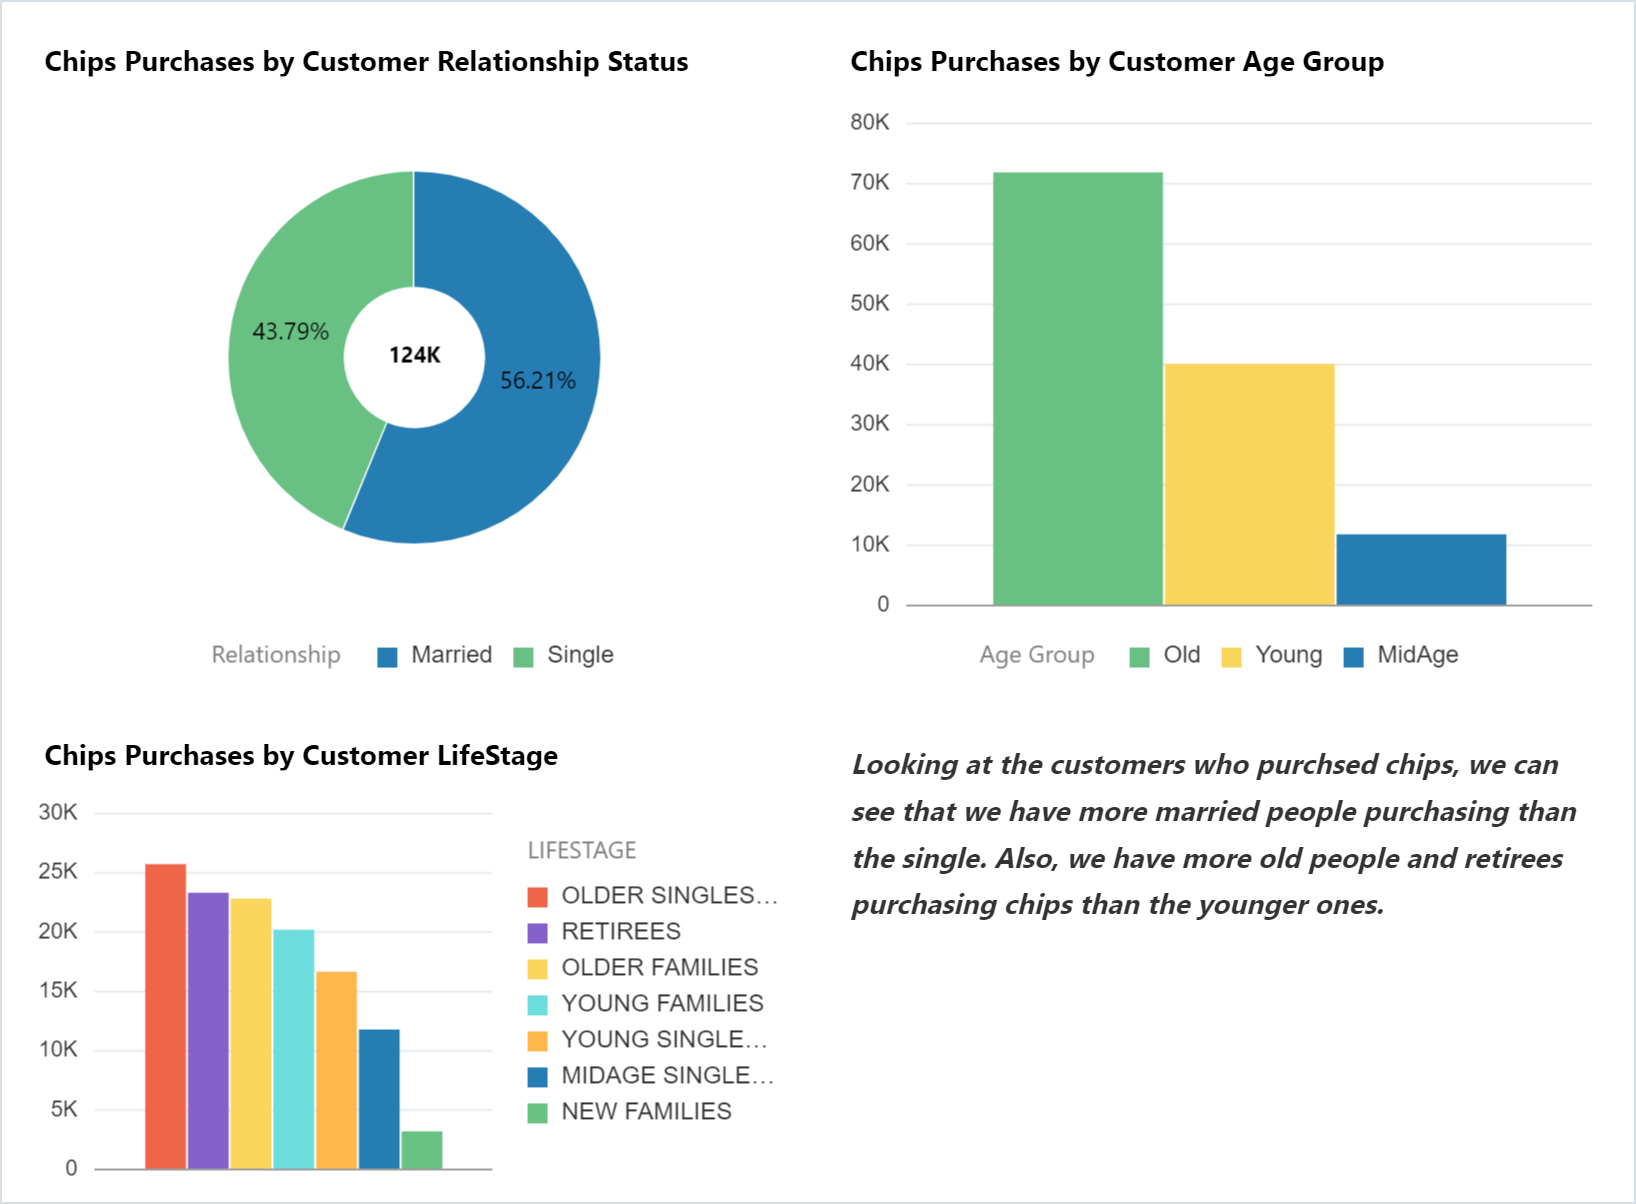 Chips Purchases by Customer Relationship Status
43.79%
124K
56.21%
Relationship
Married
Single
Chips Purchases by Customer Age Group
80K
70K
60K
50K
40K
30K
20K
10K
0
Age Group
Old
Young
MidAge
Chips Purchases by Customer LifeStage
30K
25K
20K
15K
10K
5K
0
LIFESTAGE
OLDER SINGLES...
RETIREES
OLDER FAMILIES
YOUNG FAMILIES
YOUNG SINGLE...
MIDAGE SINGLE...
NEW FAMILIES
Looking at the customers who purchsed chips, we can
see that we have more married people purchasing than
the single. Also, we have more old people and retirees
purchasing chips than the younger ones.